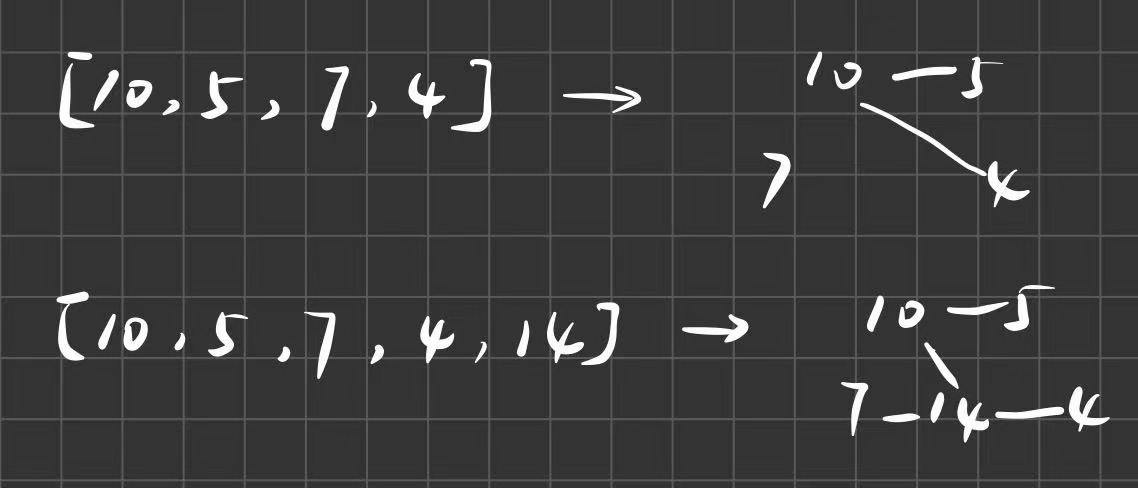 [10, 5, 7, 4] → 10 — 5
7 4
[10, 5, 7, 4, 14] → 10 — 5
7 — 14 — 4